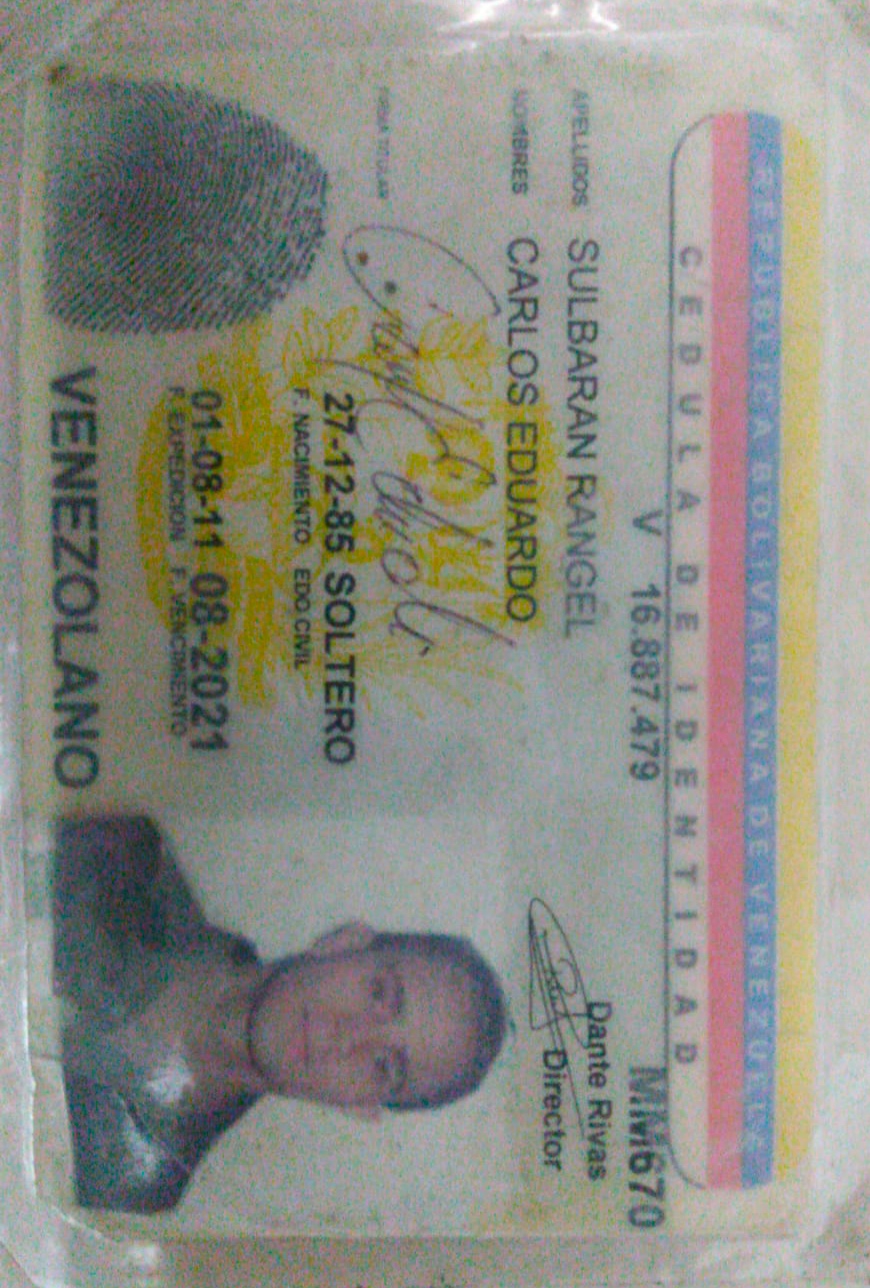 REPUBLICA BOLIVARIANA DE VENEZUELA
CEDULA DE IDENTIDAD
V 16.887.479 MM670
APELLIDOS SULBARAN RANGEL
Dante Rivas
Director
NOMBRES CARLOS EDUARDO
FIRMA TITULAR
27-12-85 SOLTERO
F. NACIMIENTO EDO CIVIL
01-08-11 08-2021
F. EXPEDICION F. VENCIMIENTO
VENEZOLANO